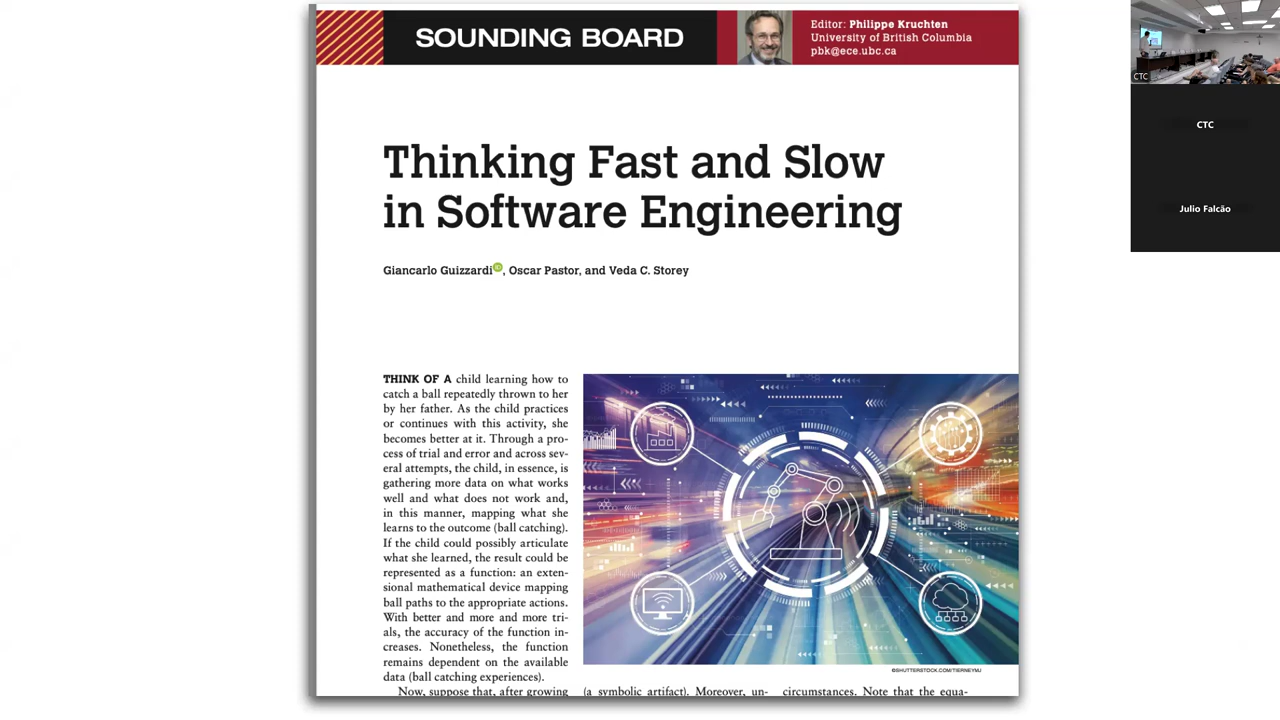 SOUNDING BOARD
Editor: Philippe Kruchten
University of British Columbia
pbk@ece.ubc.ca
Thinking Fast and Slow
in Software Engineering
Giancarlo Guizzardi, Oscar Pastor, and Veda C. Storey
THINK OF A child learning how to
catch a ball repeatedly thrown to her
by her father. As the child practices
or continues with this activity, she
becomes better at it. Through a pro-
cess of trial and error and across sev-
eral attempts, the child, in essence, is
gathering more data on what works
well and what does not work and,
in this manner, mapping what she
learns to the outcome (ball catching).
If the child could possibly articulate
what she learned, the result could be
represented as a function: an exten-
sional mathematical device mapping
ball paths to the appropriate actions.
With better and more and more tri-
als, the accuracy of the function in-
creases. Nonetheless, the function
remains dependent on the available
data (ball catching experiences).
Now, suppose that, after growing
©SHUTTERSTOCK.COM/TIERNEYMJ
(a symbolic artifact). Moreover, un-
circumstances. Note that the equa-
CTC
CTC
Julio Falcão